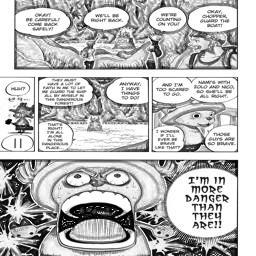 OKAY,
CHOPPER,
GUARD
THE
BOAT!
WE'RE
COUNTING
ON YOU!
WE'LL BE
RIGHT BACK.
OKAY!
BE
CAREFUL!
COME BACK
SAFELY!
NAMI'S WITH
ZOLO AND NICO,
SO SHE'LL BE
ALL RIGHT.
THOSE
GUYS ARE
SO BRAVE.
AND I'M
TOO
SCARED
TO GO.
I WONDER
IF I'LL
EVER BE
BRAVE LIKE
THAT?
ANYWAY,
I HAVE
THINGS TO
DO!
THEY MUST
HAVE A
LOT OF
FAITH IN ME
TO LET ME
GUARD THE SHIP
ALL BY MYSELF IN
THIS DANGEROUS
FOREST!
THAT'S
RIGHT!
I'M ALL
ALONE
IN THIS
DANGEROUS
PLACE.
HUH?
I'M IN
MORE
DANGER
THAN
THEY
ARE!!